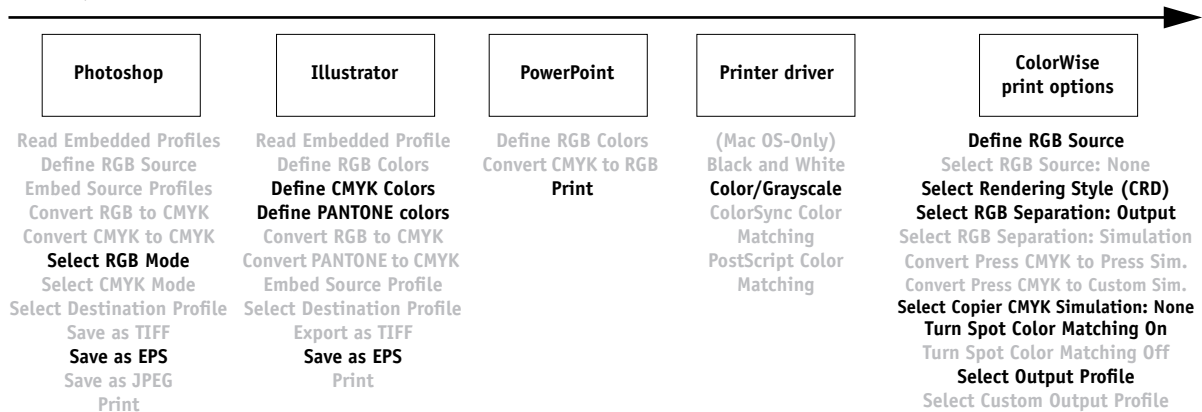 Photoshop
Read Embedded Profiles
Define RGB Source
Embed Source Profiles
Convert RGB to CMYK
Convert CMYK to CMYK
Select RGB Mode
Select CMYK Mode
Select Destination Profile
Save as TIFF
Save as EPS
Save as JPEG
Print
Illustrator
Read Embedded Profile
Define RGB Colors
Define CMYK Colors
Define PANTONE colors
Convert RGB to CMYK
Convert PANTONE to CMYK
Embed Source Profile
Select Destination Profile
Export as TIFF
Save as EPS
Print
PowerPoint
Define RGB Colors
Convert CMYK to RGB
Print
Printer driver
(Mac OS-Only)
Black and White
Color/Grayscale
ColorSync Color
Matching
PostScript Color
Matching
ColorWise
print options
Define RGB Source
Select RGB Source: None
Select Rendering Style (CRD)
Select RGB Separation: Output
Select RGB Separation: Simulation
Convert Press CMYK to Press Sim.
Convert Press CMYK to Custom Sim.
Select Copier CMYK Simulation: None
Turn Spot Color Matching On
Turn Spot Color Matching Off
Select Output Profile
Select Custom Output Profile